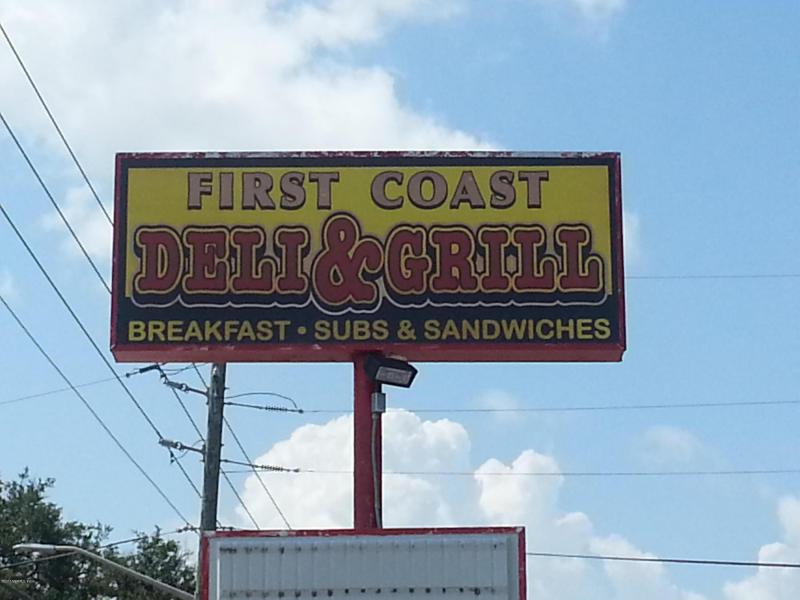 FIRST COAST
DELI & GRILL
BREAKFAST • SUBS & SANDWICHES